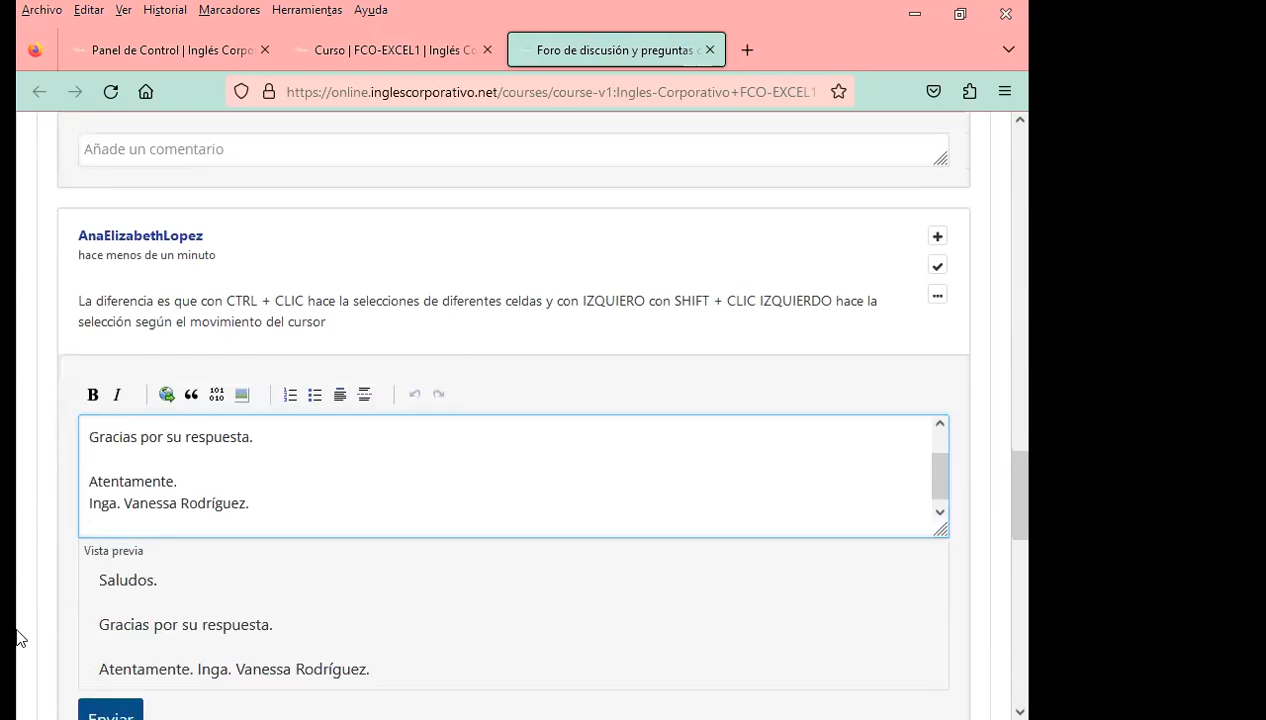 Archivo Editar Ver Historial Marcadores Herramientas Ayuda
Panel de Control | Inglés Corpo
Curso | FCO-EXCEL1 | Inglés Co
Foro de discusión y preguntas
https://online.inglescorporativo.net/courses/course-v1:Ingles-Corporativo+FCO-EXCEL1
Añade un comentario
AnaElizabethLopez
hace menos de un minuto
La diferencia es que con CTRL + CLIC hace la selecciones de diferentes celdas y con IZQUIERO con SHIFT + CLIC IZQUIERDO hace la
selección según el movimiento del cursor
B I
101
010
Gracias por su respuesta.
Atentamente.
Inga. Vanessa Rodríguez.
Vista previa
Saludos.
Gracias por su respuesta.
Atentamente. Inga. Vanessa Rodríguez.
Enviar